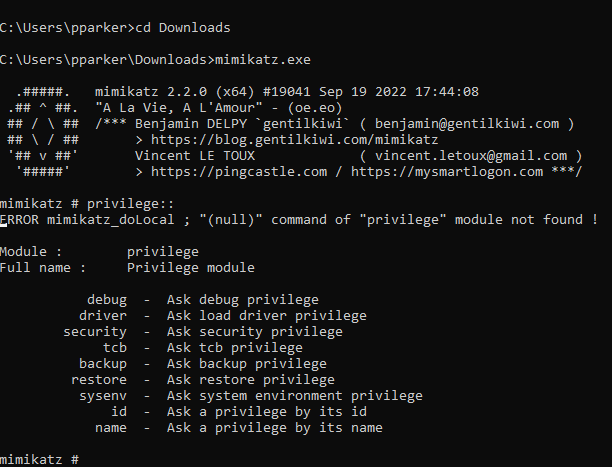 C:\Users\pparker>cd Downloads
C:\Users\pparker\Downloads>mimikatz.exe
  .#####.   mimikatz 2.2.0 (x64) #19041 Sep 19 2022 17:44:08
 .## ^ ##.  "A La Vie, A L'Amour" - (oe.eo)
 ## / \ ##  /*** Benjamin DELPY `gentilkiwi` ( benjamin@gentilkiwi.com )
 ## \ / ##       > https://blog.gentilkiwi.com/mimikatz
 '## v ##'       Vincent LE TOUX             ( vincent.letoux@gmail.com )
  '#####'        > https://pingcastle.com / https://mysmartlogon.com ***/
mimikatz # privilege::
ERROR mimikatz_doLocal ; "(null)" command of "privilege" module not found !
Module :        privilege
Full name :     Privilege module
           debug  -  Ask debug privilege
          driver  -  Ask load driver privilege
        security  -  Ask security privilege
             tcb  -  Ask tcb privilege
          backup  -  Ask backup privilege
         restore  -  Ask restore privilege
          sysenv  -  Ask system environment privilege
              id  -  Ask a privilege by its id
            name  -  Ask a privilege by its name
mimikatz #